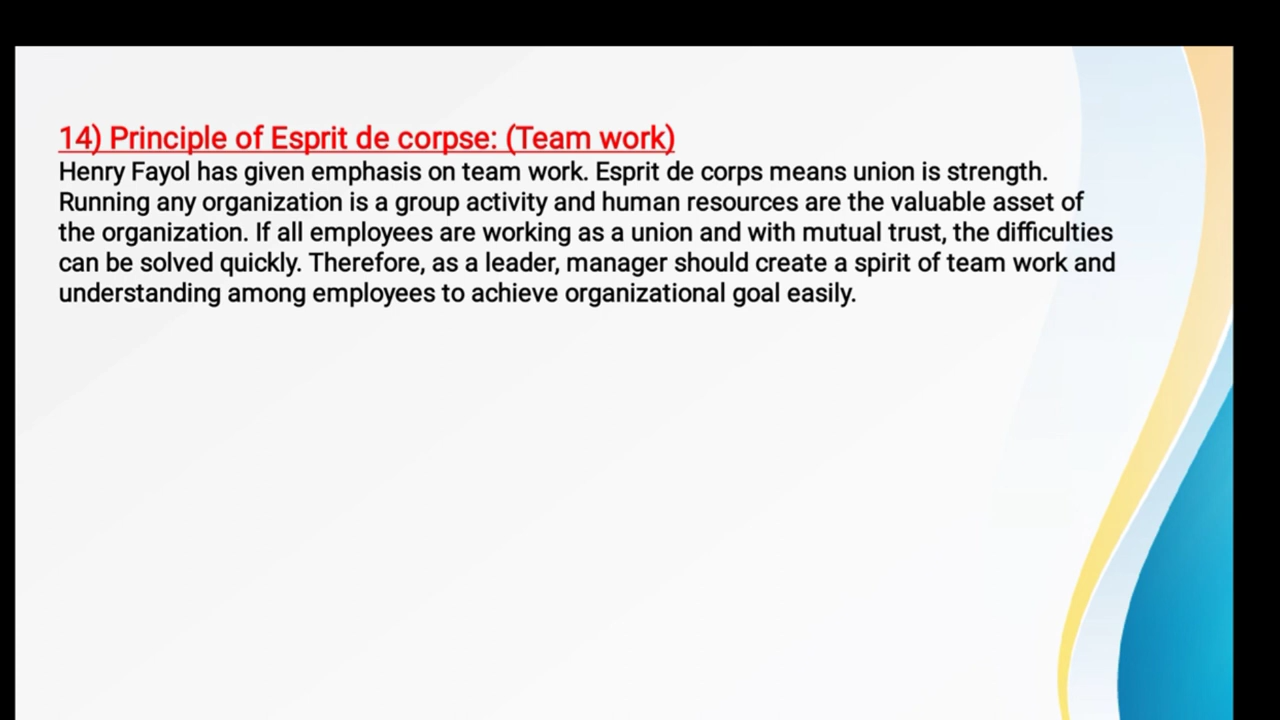 14) Principle of Esprit de corpse: (Team work)
Henry Fayol has given emphasis on team work. Esprit de corps means union is strength.
Running any organization is a group activity and human resources are the valuable asset of
the organization. If all employees are working as a union and with mutual trust, the difficulties
can be solved quickly. Therefore, as a leader, manager should create a spirit of team work and
understanding among employees to achieve organizational goal easily.